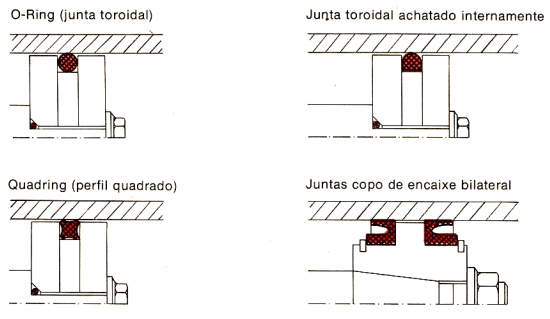 O-Ring (junta toroidal)
Junta toroidal achatado internamente
Quadring (perfil quadrado)
Juntas copo de encaixe bilateral